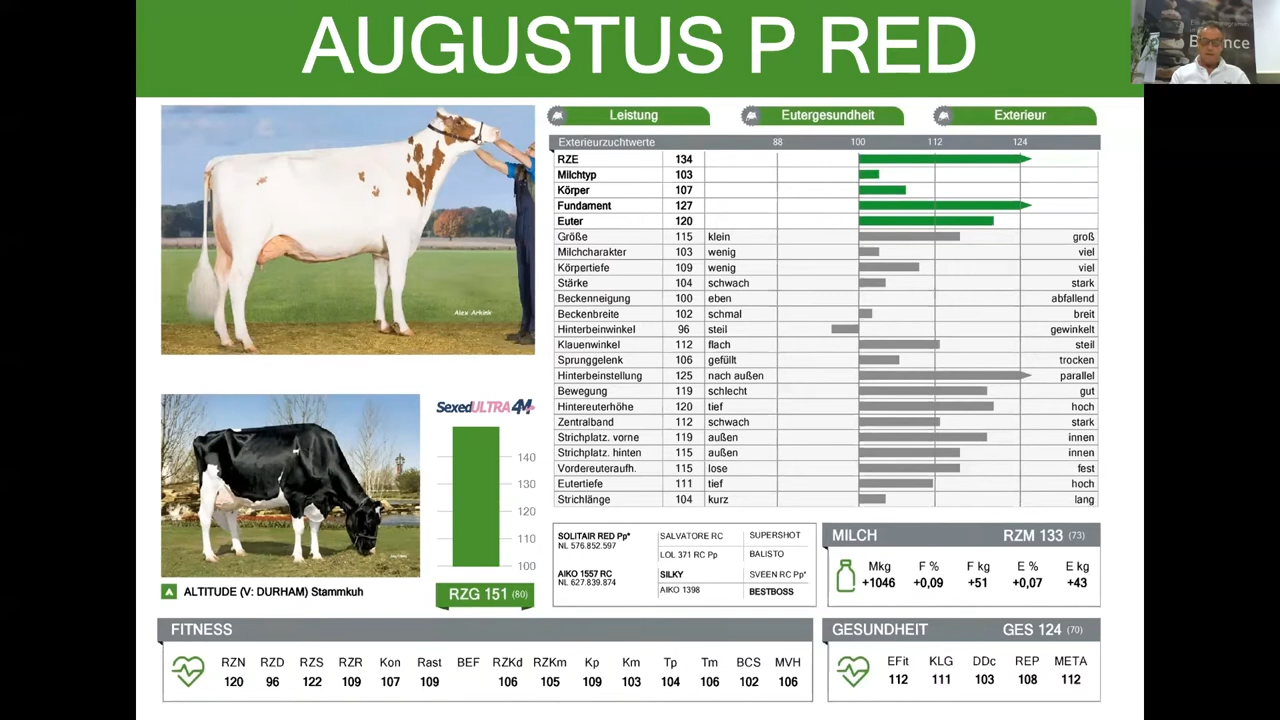 AUGUSTUS P RED
Leistung
Eutergesundheit
Exterieur
Exterieurzuchtwerte 88 100 112 124
RZE 134
Milchtyp 103
Körper 107
Fundament 127
Euter 120
Größe 115 klein groß
Milchcharakter 103 wenig viel
Körpertiefe 109 wenig viel
Stärke 104 schwach stark
Beckenneigung 100 eben abfallend
Beckenbreite 102 schmal breit
Hinterbeinwinkel 96 steil gewinkelt
Klauenwinkel 112 flach steil
Sprunggelenk 106 gefüllt trocken
Hinterbeinstellung 125 nach außen parallel
Bewegung 119 schlecht gut
Hintereuterhöhe 120 tief hoch
Zentralband 112 schwach stark
Strichplatz. vorne 119 außen innen
Strichplatz. hinten 115 außen innen
Vordereuteraufh. 115 lose fest
Eutertiefe 111 tief hoch
Strichlänge 104 kurz lang
Alex Arkink
SexedULTRA4M
140
130
120
110
100
RZG 151 (80)
ALTITUDE (V: DURHAM) Stammkuh
SOLITAIR RED Pp*
NL 576.852.597
SALVATORE RC
SUPERSHOT
LOL 371 RC Pp
BALISTO
AIKO 1557 RC
NL 627.839.874
SILKY
SVEEN RC Pp*
AIKO 1398
BESTBOSS
MILCH RZM 133 (73)
Mkg F % F kg E % E kg
+1046 +0,09 +51 +0,07 +43
FITNESS
RZN RZD RZS RZR Kon Rast BEF RZKd RZKm Kp Km Tp Tm BCS MVH
120 96 122 109 107 109 106 105 109 103 104 106 102 106
GESUNDHEIT GES 124 (70)
EFit KLG DDc REP META
112 111 103 108 112